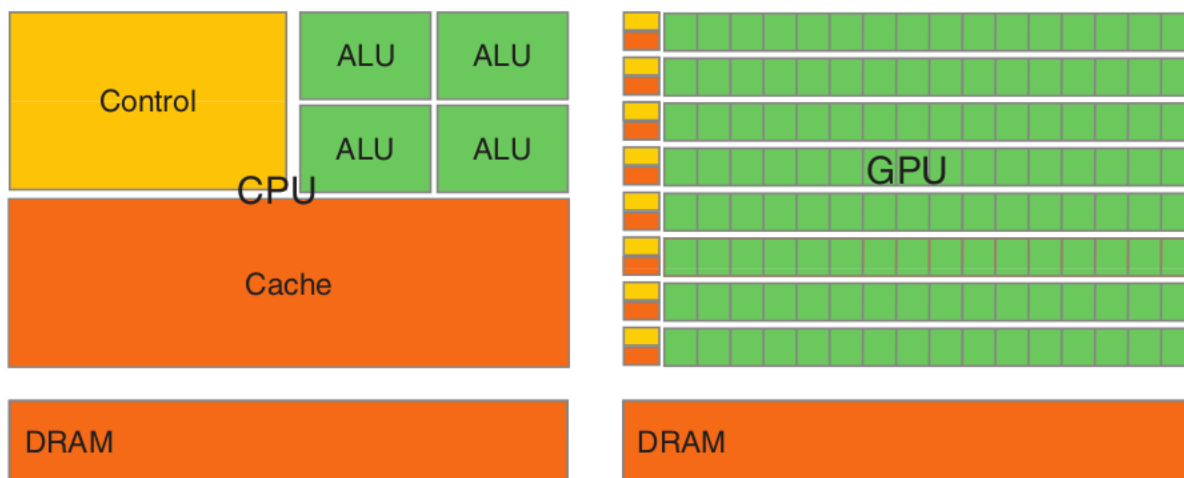 Control
ALU ALU
ALU ALU
CPU
Cache
DRAM
GPU
DRAM